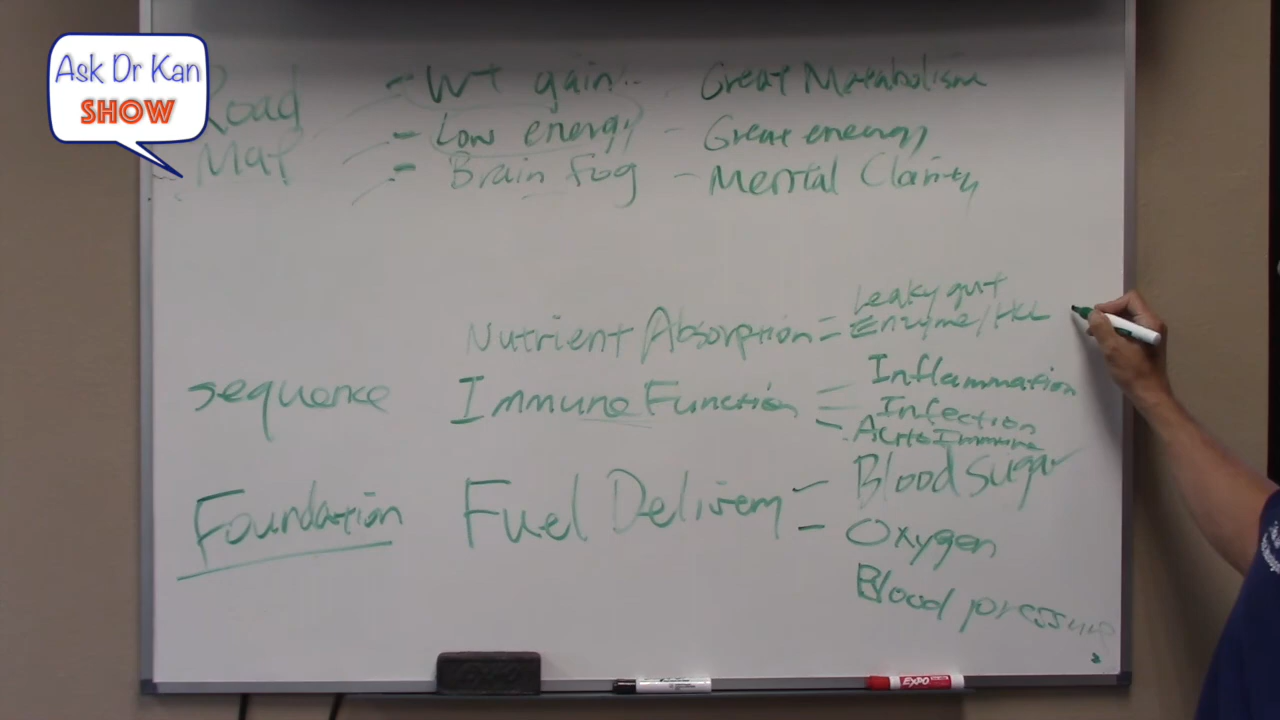 Ask Dr Kan
SHOW
Road
Map
- Wt gain.. - Great Metabolism
- Low energy - Great energy
- Brain fog - Mental Clarity
Leaky gut
Nutrient Absorption = Enzyme/HCL
sequence Immune Function = Inflammation
Infection
AutoImmune
Foundation Fuel Delivery - Blood Sugar
- Oxygen
Blood pressure
EXPO